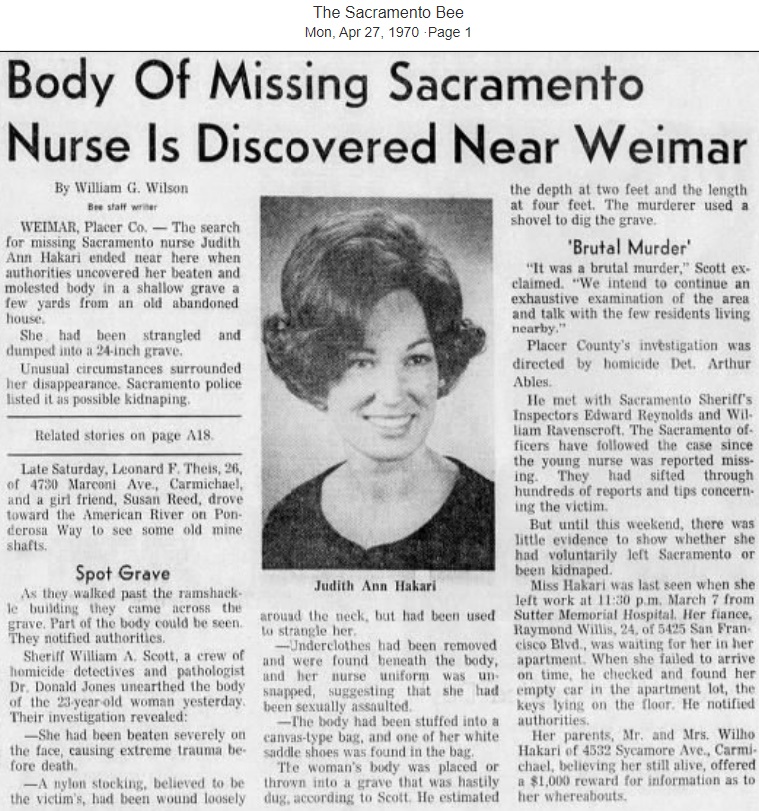 The Sacramento Bee
Mon, Apr 27, 1970 ·Page 1
Body Of Missing Sacramento
Nurse Is Discovered Near Weimar
By William G. Wilson
Bee staff writer
WEIMAR, Placer Co. — The search
for missing Sacramento nurse Judith
Ann Hakari ended near here when
authorities uncovered her beaten and
molested body in a shallow grave a
few yards from an old abandoned
house.
She had been strangled and
dumped into a 24-inch grave.
Unusual circumstances surrounded
her disappearance. Sacramento police
listed it as possible kidnaping.
Related stories on page A18.
Late Saturday, Leonard F. Theis, 26,
of 4730 Marconi Ave., Carmichael,
and a girl friend, Susan Reed, drove
toward the American River on Pon-
derosa Way to see some old mine
shafts.
Spot Grave
As they walked past the ramshack-
le building they came across the
grave. Part of the body could be seen.
They notified authorities.
Sheriff William A. Scott, a crew of
homicide detectives and pathologist
Dr. Donald Jones unearthed the body
of the 23-year-old woman yesterday.
Their investigation revealed:
—She had been beaten severely on
the face, causing extreme trauma be-
fore death.
—A nylon stocking, believed to be
the victim's, had been wound loosely
Judith Ann Hakari
around the neck, but had been used
to strangle her.
—Underclothes had been removed
and were found beneath the body,
and her nurse uniform was un-
snapped, suggesting that she had
been sexually assaulted.
—The body had been stuffed into a
canvas-type bag, and one of her white
saddle shoes was found in the bag.
The woman's body was placed or
thrown into a grave that was hastily
dug, according to Scott. He estimated
the depth at two feet and the length
at four feet. The murderer used a
shovel to dig the grave.
'Brutal Murder'
"It was a brutal murder," Scott ex-
claimed. "We intend to continue an
exhaustive examination of the area
and talk with the few residents living
nearby."
Placer County's investigation was
directed by homicide Det. Arthur
Ables.
He met with Sacramento Sheriff's
Inspectors Edward Reynolds and Wil-
liam Ravenscroft. The Sacramento of-
ficers have followed the case since
the young nurse was reported miss-
ing. They had sifted through
hundreds of reports and tips concern-
ing the victim.
But until this weekend, there was
little evidence to show whether she
had voluntarily left Sacramento or
been kidnaped.
Miss Hakari was last seen when she
left work at 11:30 p.m. March 7 from
Sutter Memorial Hospital. Her fiance,
Raymond Willis, 24, of 5425 San Fran-
cisco Blvd., was waiting for her in her
apartment. When she failed to arrive
on time, he checked and found her
empty car in the apartment lot, the
keys lying on the floor. He notified
authorities.
Her parents, Mr. and Mrs. Wilho
Hakari of 4532 Sycamore Ave., Carmi-
chael, believing her still alive, offered
a $1,000 reward for information as to
her whereabouts.